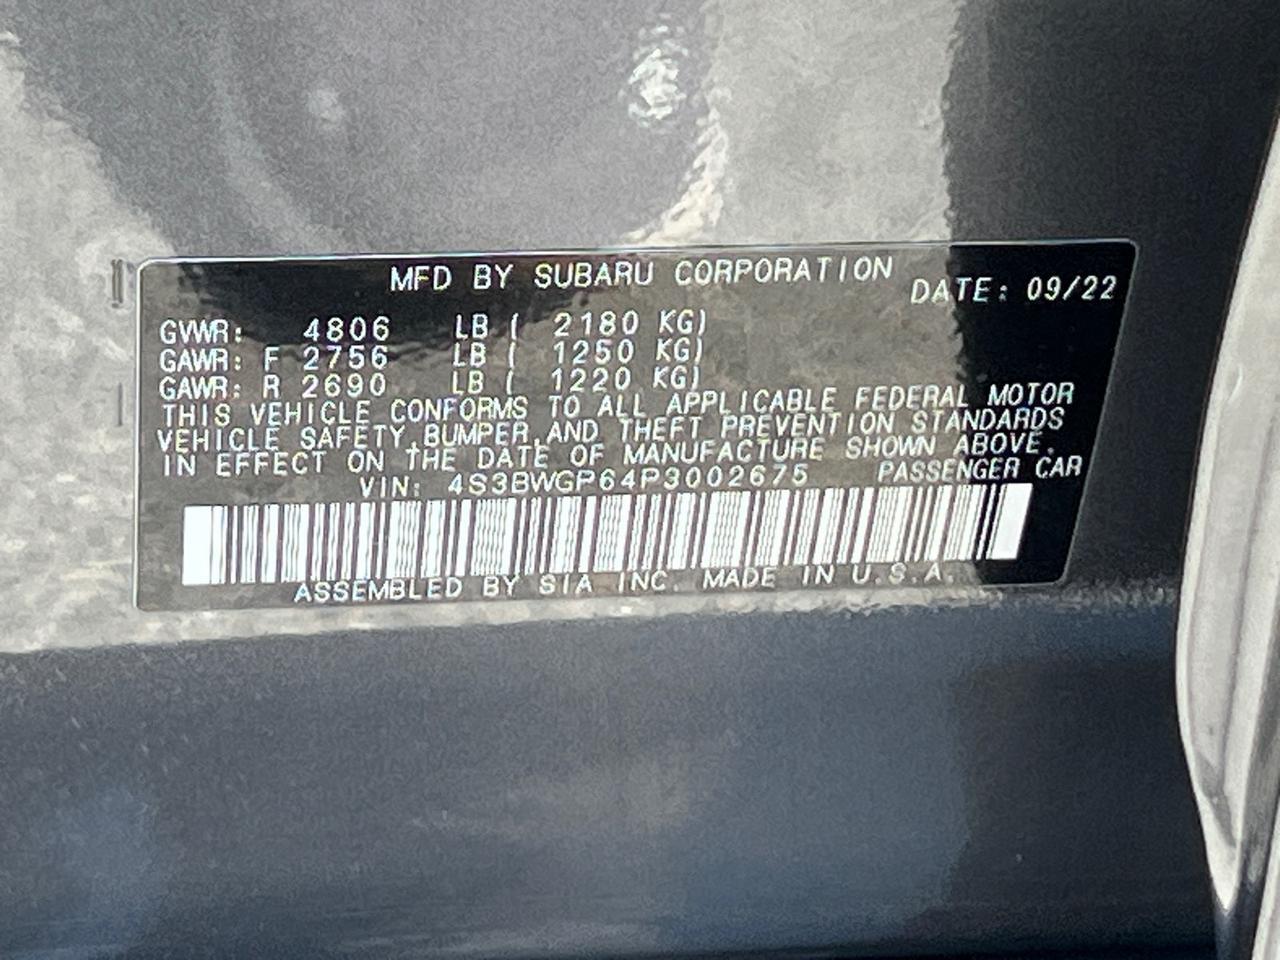 MFD BY SUBARU CORPORATION DATE: 09/22
GVWR: 4806 LB ( 2180 KG)
GAWR: F 2756 LB ( 1250 KG)
GAWR: R 2690 LB ( 1220 KG)
THIS VEHICLE CONFORMS TO ALL APPLICABLE FEDERAL MOTOR
VEHICLE SAFETY,BUMPER,AND THEFT PREVENTION STANDARDS
IN EFFECT ON THE DATE OF MANUFACTURE SHOWN ABOVE.
VIN: 4S3BWGP64P3002675 PASSENGER CAR
ASSEMBLED BY SIA INC. MADE IN U.S.A.